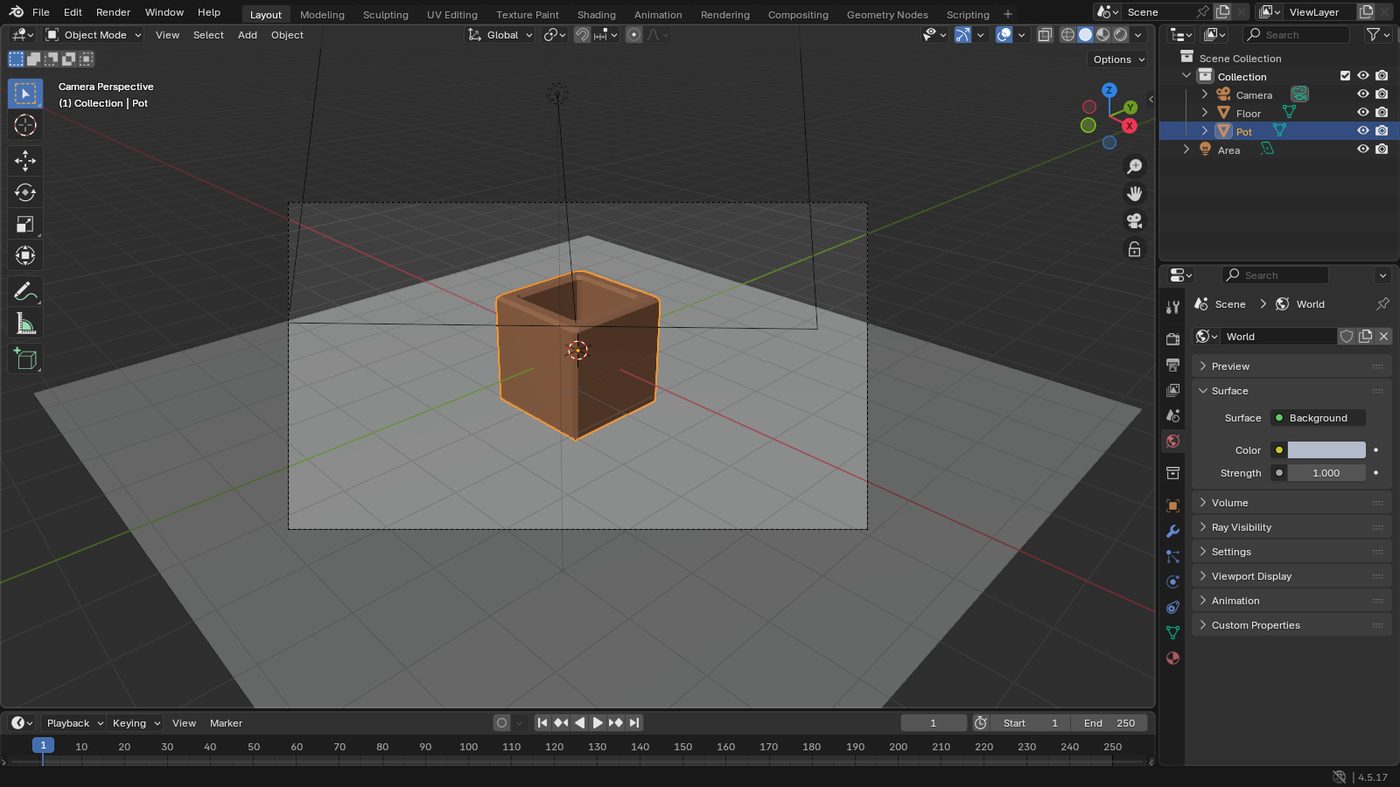 File Edit Render Window Help Layout Modeling Sculpting UV Editing Texture Paint Shading Animation Rendering Compositing Geometry Nodes Scripting + Scene ViewLayer
Object Mode View Select Add Object Global Search
Options
Camera Perspective
(1) Collection | Pot
Z
Y
X
Scene Collection
Collection
Camera
Floor
Pot
Area
Search
Scene > World
World
Preview
Surface
Surface Background
Color
Strength 1.000
Volume
Ray Visibility
Settings
Viewport Display
Animation
Custom Properties
Playback Keying View Marker 1 Start 1 End 250
1 10 20 30 40 50 60 70 80 90 100 110 120 130 140 150 160 170 180 190 200 210 220 230 240 250
4.5.17